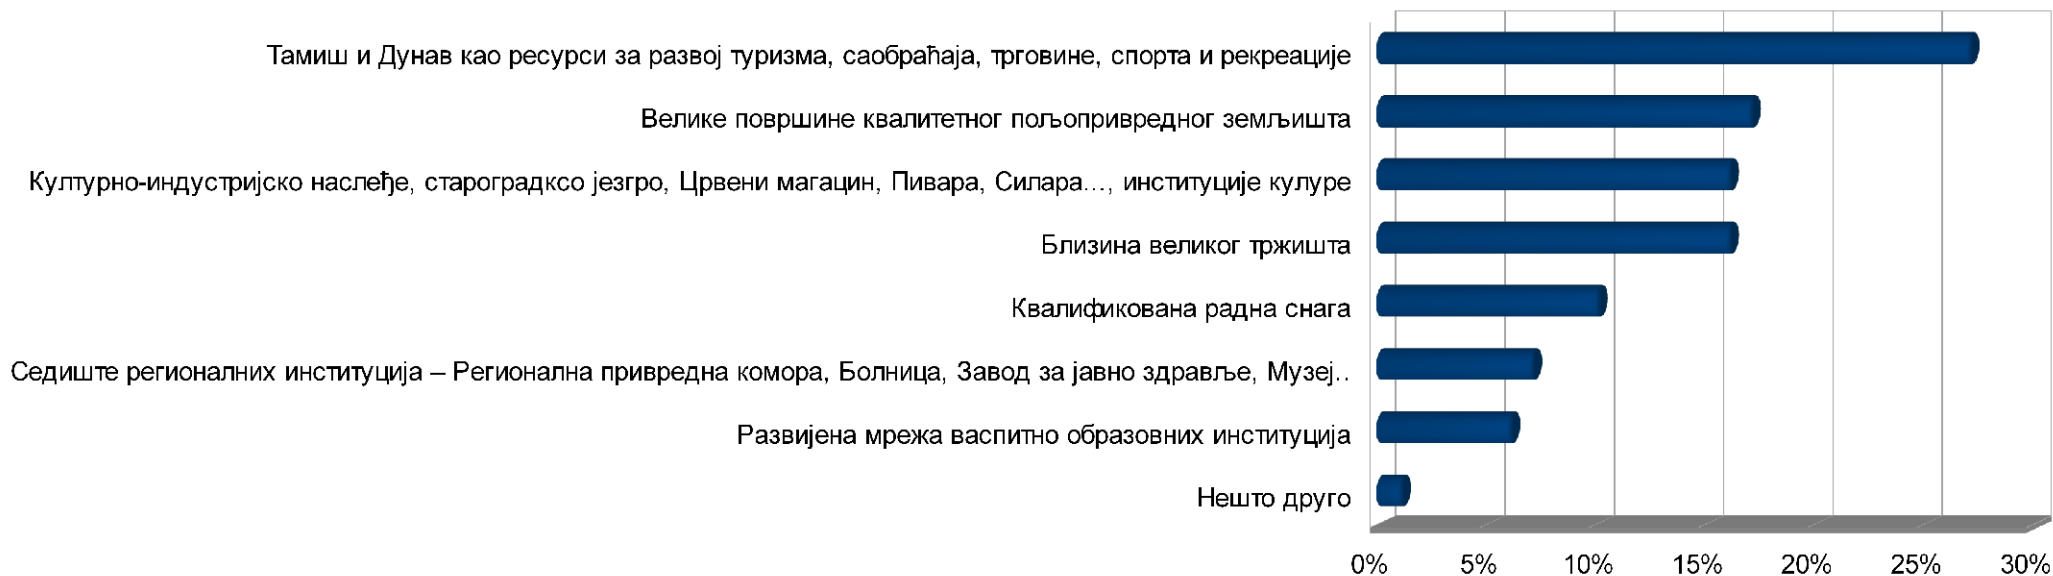 Тамиш и Дунав као ресурси за развој туризма, саобраћаја, трговине, спорта и рекреације
Велике површине квалитетног пољопривредног земљишта
Културно-индустријско наслеђе, староградксо језгро, Црвени магацин, Пивара, Силара..., институције кулуре
Близина великог тржишта
Квалификована радна снага
Седиште регионалних институција – Регионална привредна комора, Болница, Завод за јавно здравље, Музеј..
Развијена мрежа васпитно образовних институција
Нешто друго
0% 5% 10% 15% 20% 25% 30%